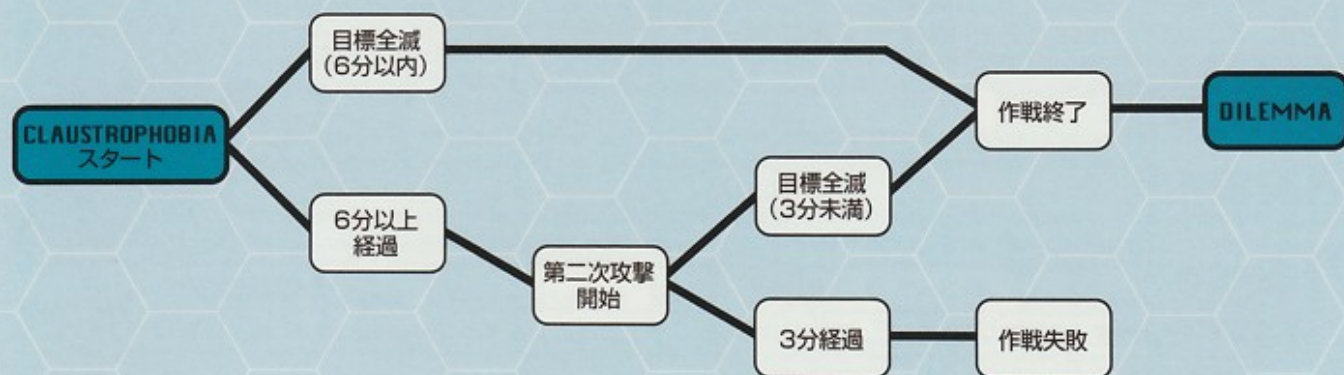 目標全滅
(6分以内)
CLAUSTROPHOBIA
スタート
作戦終了
DILEMMA
6分以上
経過
目標全滅
(3分未満)
第二次攻撃
開始
3分経過
作戦失敗